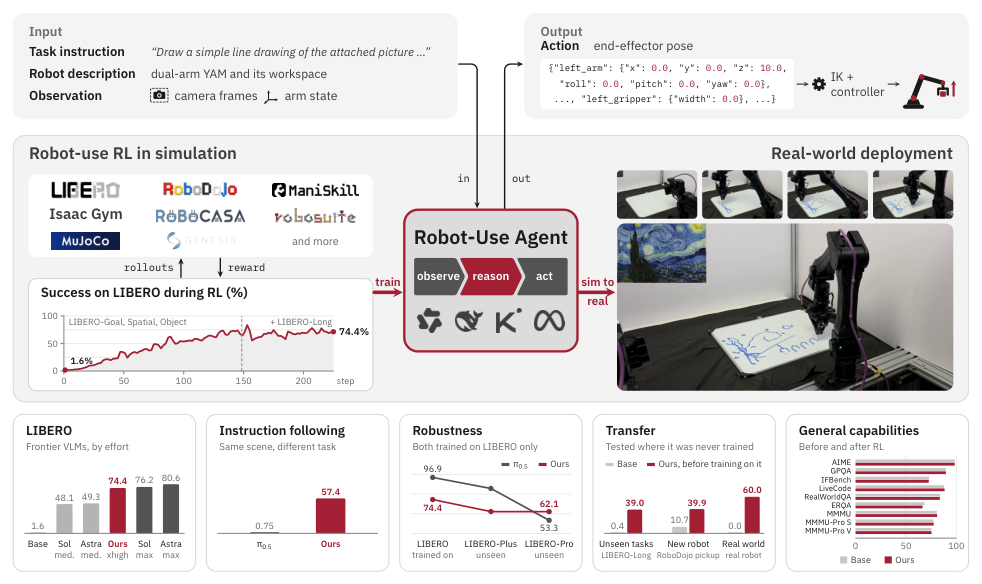 Input
Task instruction “Draw a simple line drawing of the attached picture …”
Robot description dual-arm YAM and its workspace
Observation camera frames arm state
Output
Action end-effector pose
{"left_arm": {"x": 0.0, "y": 0.0, "z": 10.0,
"roll": 0.0, "pitch": 0.0, "yaw": 0.0},
..., "left_gripper": {"width": 0.0}, ...}
IK +
controller
Robot-use RL in simulation
LIBERO RoboDojo ManiSkill
Isaac Gym ROBOCASA robosuite
MuJoCo GENESIS and more
rollouts reward
Success on LIBERO during RL (%)
LIBERO-Goal, Spatial, Object + LIBERO-Long
100
50
0
1.6%
74.4%
0 50 100 150 200 step
train
in out
Robot-Use Agent
observe reason act
sim to
real
Real-world deployment
LIBERO
Frontier VLMs, by effort
1.6 48.1 49.3 74.4 76.2 80.6
Base Sol Astra Ours Sol Astra
med. med. xhigh max max
Instruction following
Same scene, different task
0.75 57.4
π0.5 Ours
Robustness
Both trained on LIBERO only
π0.5 Ours
96.9
74.4
62.1
53.3
LIBERO LIBERO-Plus LIBERO-Pro
trained on unseen unseen
Transfer
Tested where it was never trained
Base Ours, before training on it
0.4 39.0 10.7 39.9 0.0 60.0
Unseen tasks New robot Real world
LIBERO-Long RoboDojo pickup real robot
General capabilities
Before and after RL
AIME
GPQA
IFBench
LiveCode
RealWorldQA
ERQA
MMMU
MMMU-Pro S
MMMU-Pro V
0 50 100
Base Ours